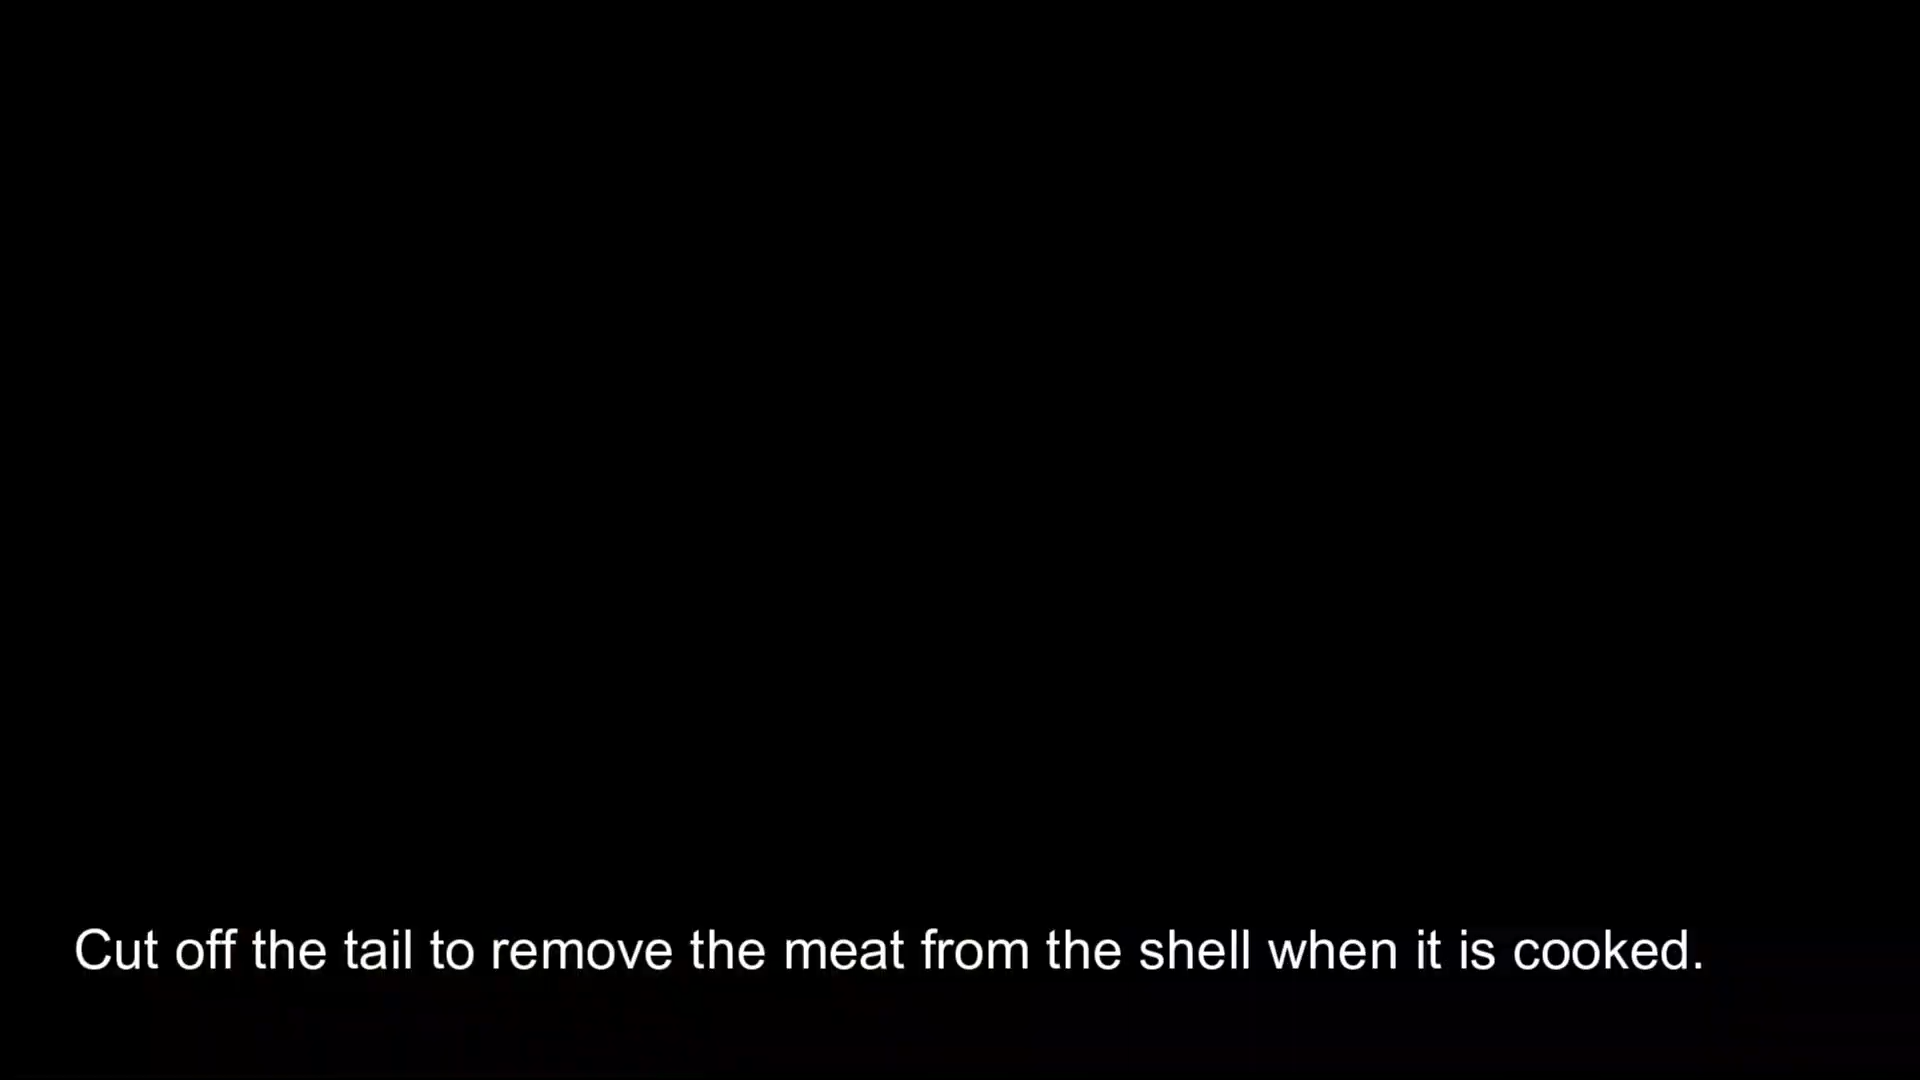 Cut off the tail to remove the meat from the shell when it is cooked.